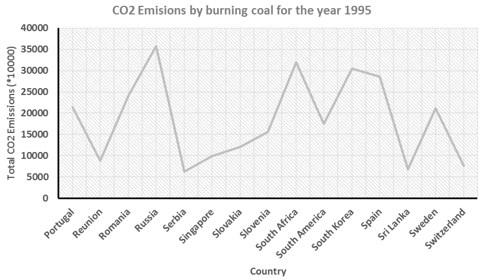 CO2 Emisions by burning coal for the year 1995
Total CO2 Emissions (*10000)
40000
35000
30000
25000
20000
15000
10000
5000
0
Portugal
Reunion
Romania
Russia
Serbia
Singapore
Slovakia
Slovenia
South Africa
South America
South Korea
Spain
Sri Lanka
Sweden
Switzerland
Country